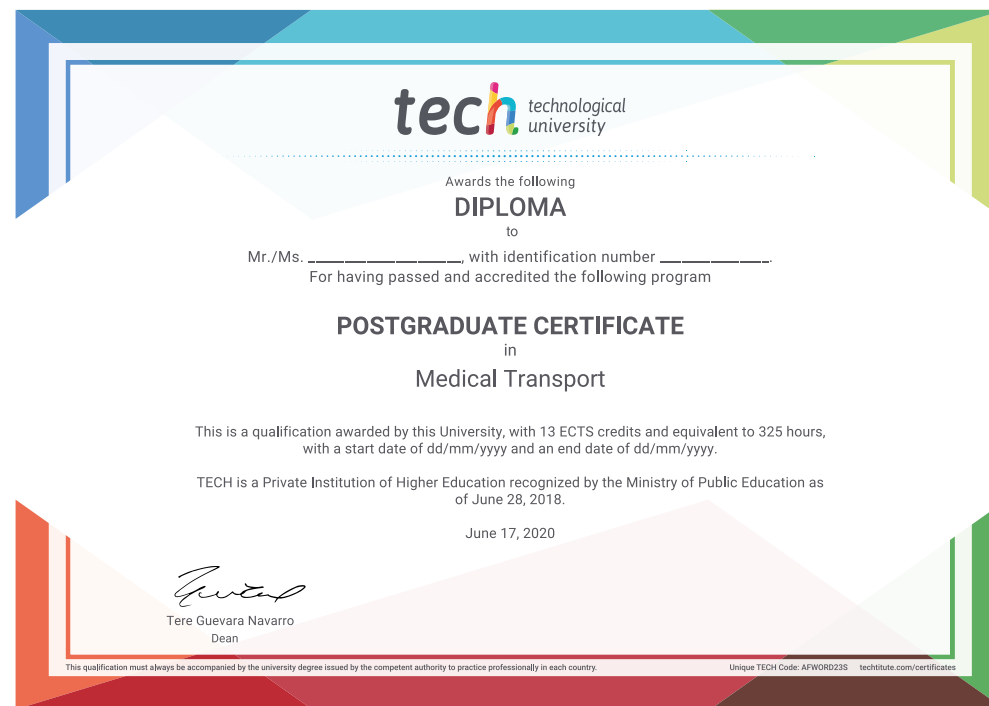 tech technological
university
Awards the following
DIPLOMA
to
Mr./Ms. ____________________, with identification number ______________.
For having passed and accredited the following program
POSTGRADUATE CERTIFICATE
in
Medical Transport
This is a qualification awarded by this University, with 13 ECTS credits and equivalent to 325 hours,
with a start date of dd/mm/yyyy and an end date of dd/mm/yyyy.
TECH is a Private Institution of Higher Education recognized by the Ministry of Public Education as
of June 28, 2018.
June 17, 2020
Tere Guevara Navarro
Dean
This qualification must always be accompanied by the university degree issued by the competent authority to practice professionally in each country. Unique TECH Code: AFWORD23S techtitute.com/certificates